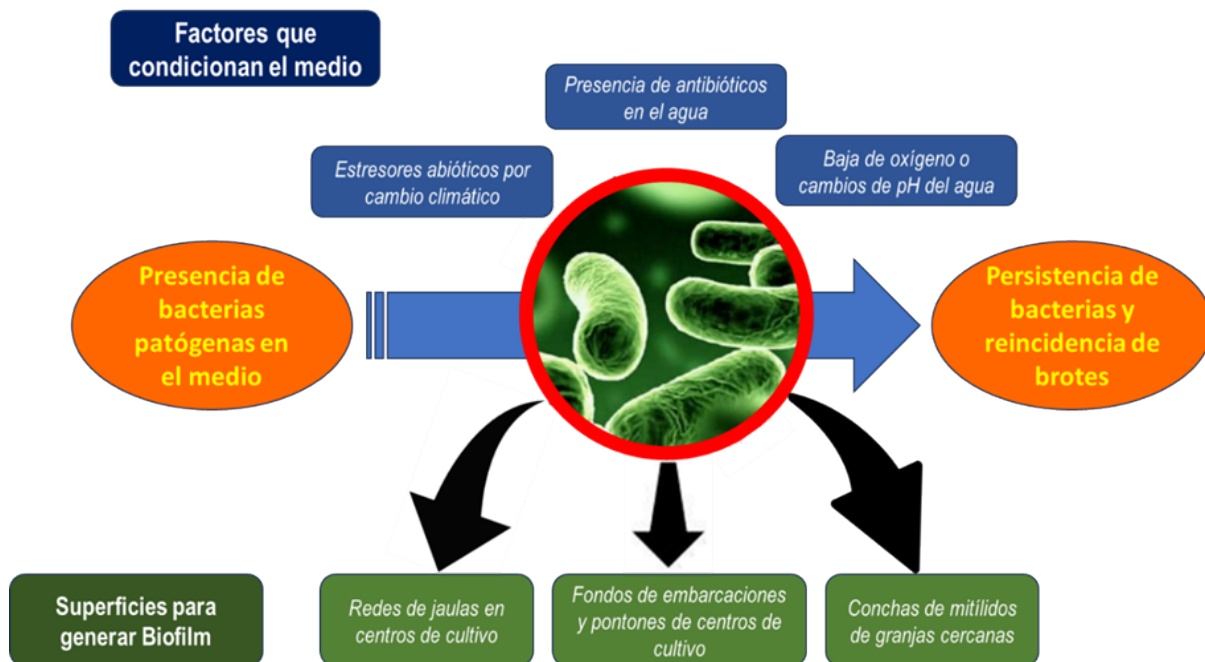 Factores que
condicionan el medio
Presencia de antibióticos
en el agua
Estresores abióticos por
cambio climático
Baja de oxígeno o
cambios de pH del agua
Presencia de
bacterias
patógenas en
el medio
Persistencia de
bacterias y
reincidencia de
brotes
Superficies para
generar Biofilm
Redes de jaulas en
centros de cultivo
Fondos de embarcaciones
y pontones de centros de
cultivo
Conchas de mitílidos
de granjas cercanas